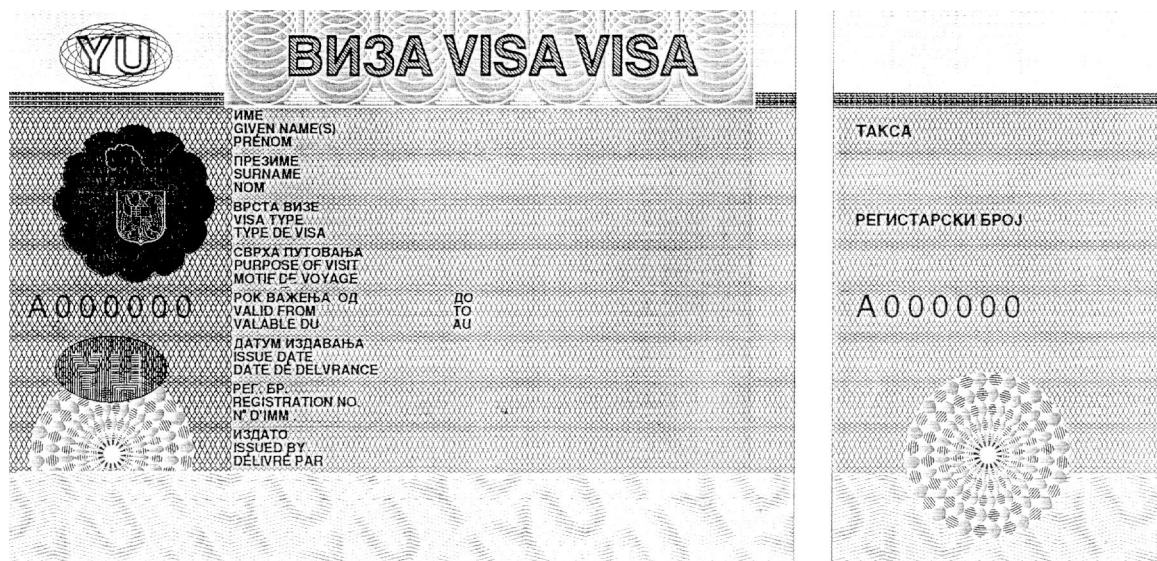 YU
ВИЗА VISA VISA
ИМЕ
GIVEN NAME(S)
PRÉNOM
ПРЕЗИМЕ
SURNAME
NOM
ВРСТА ВИЗЕ
VISA TYPE
TYPE DE VISA
СВРХА ПУТОВАЊА
PURPOSE OF VISIT
MOTIF DE VOYAGE
A000000
РОК ВАЖЕЊА ОД ДО
VALID FROM TO
VALABLE DU AU
ДАТУМ ИЗДАВАЊА
ISSUE DATE
DATE DE DELVRANCE
РЕГ. БР.
REGISTRATION NO.
N° D'IMM
ИЗДАТО
ISSUED BY
DÉLIVRÉ PAR
ТАКСА
РЕГИСТАРСКИ БРОЈ
A000000